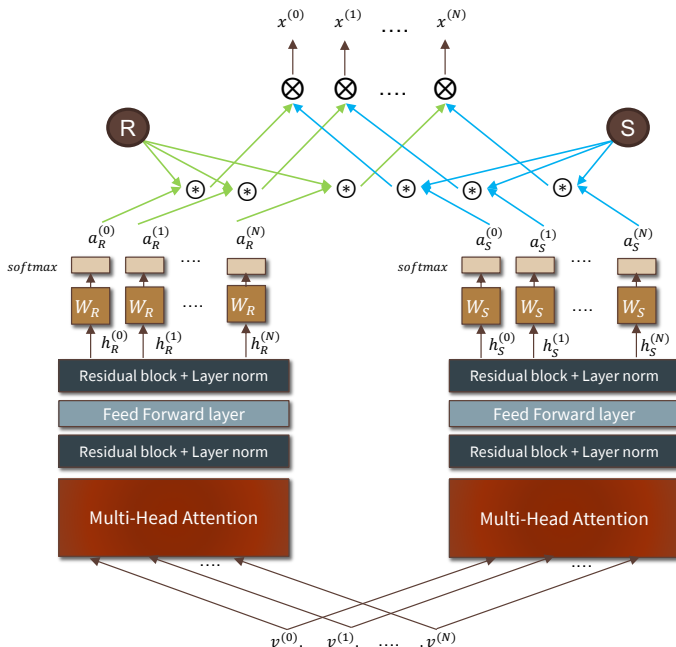 x^(0) x^(1) .... x^(N)
⊗ ⊗ .... ⊗
R S
⊛ ⊛ ⊛ ⊛ ⊛ ⊛
a_R^(0) a_R^(1) a_R^(N) a_S^(0) a_S^(1) a_S^(N)
softmax .... softmax ....
W_R W_R .... W_R W_S W_S .... W_S
h_R^(0) h_R^(1) h_R^(N) h_S^(0) h_S^(1) h_S^(N)
Residual block + Layer norm Residual block + Layer norm
Feed Forward layer Feed Forward layer
Residual block + Layer norm Residual block + Layer norm
Multi-Head Attention Multi-Head Attention
.... ....
v^(0), v^(1), .... , v^(N)